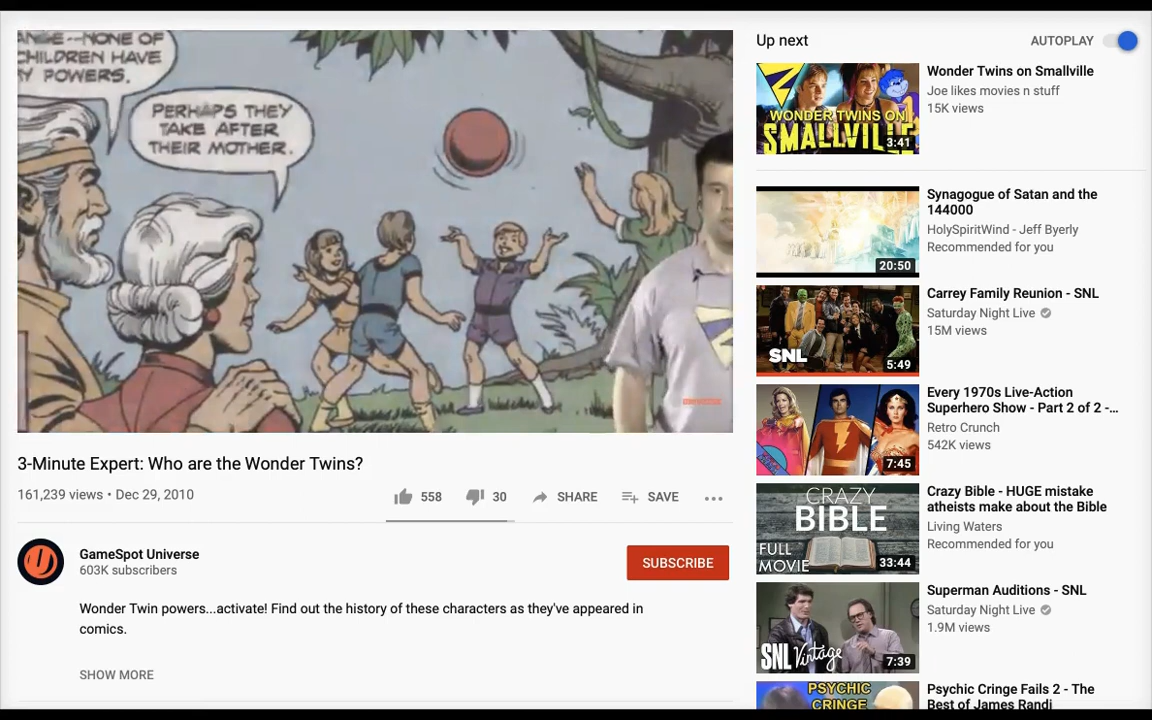 ANGE--NONE OF
CHILDREN HAVE
Y POWERS.
PERHAPS THEY
TAKE AFTER
THEIR MOTHER.
3-Minute Expert: Who are the Wonder Twins?
161,239 views • Dec 29, 2010
558
30
SHARE
SAVE
GameSpot Universe
603K subscribers
SUBSCRIBE
Wonder Twin powers...activate! Find out the history of these characters as they've appeared in
comics.
SHOW MORE
Up next
AUTOPLAY
WONDER TWINS ON
SMALLVILLE
3:41
Wonder Twins on Smallville
Joe likes movies n stuff
15K views
20:50
Synagogue of Satan and the
144000
HolySpiritWind - Jeff Byerly
Recommended for you
SNL
5:49
Carrey Family Reunion - SNL
Saturday Night Live
15M views
7:45
Every 1970s Live-Action
Superhero Show - Part 2 of 2 -...
Retro Crunch
542K views
CRAZY
BIBLE
FULL
MOVIE
33:44
Crazy Bible - HUGE mistake
atheists make about the Bible
Living Waters
Recommended for you
SNL Vintage
7:39
Superman Auditions - SNL
Saturday Night Live
1.9M views
PSYCHIC
CRINGE
Psychic Cringe Fails 2 - The
Best of James Randi